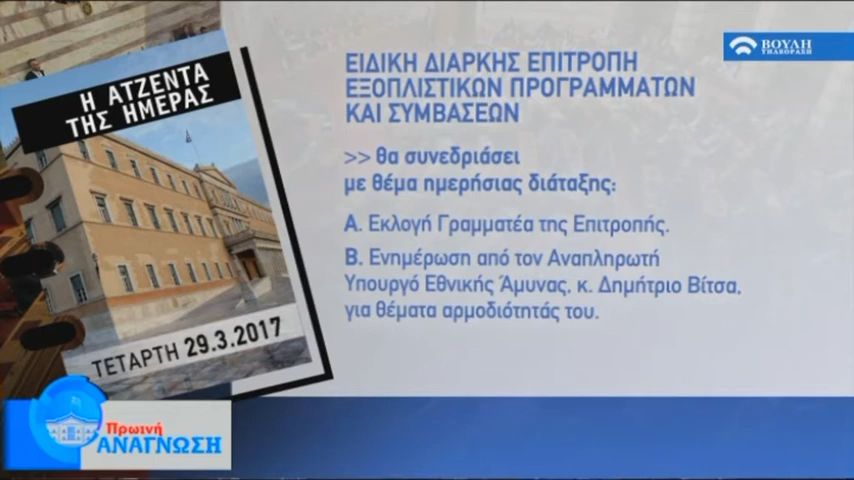 ΒΟΥΛΗ
ΤΗΛΕΟΡΑΣΗ
Η ΑΤΖΕΝΤΑ
ΤΗΣ ΗΜΕΡΑΣ
ΤΕΤΑΡΤΗ 29.3.2017
ΕΙΔΙΚΗ ΔΙΑΡΚΗΣ ΕΠΙΤΡΟΠΗ
ΕΞΟΠΛΙΣΤΙΚΩΝ ΠΡΟΓΡΑΜΜΑΤΩΝ
ΚΑΙ ΣΥΜΒΑΣΕΩΝ
>> θα συνεδριάσει
με θέμα ημερήσιας διάταξης:
Α. Εκλογή Γραμματέα της Επιτροπής.
Β. Ενημέρωση από τον Αναπληρωτή
Υπουργό Εθνικής Άμυνας, κ. Δημήτριο Βίτσα,
για θέματα αρμοδιότητάς του.
Πρωινή
ΑΝΑΓΝΩΣΗ